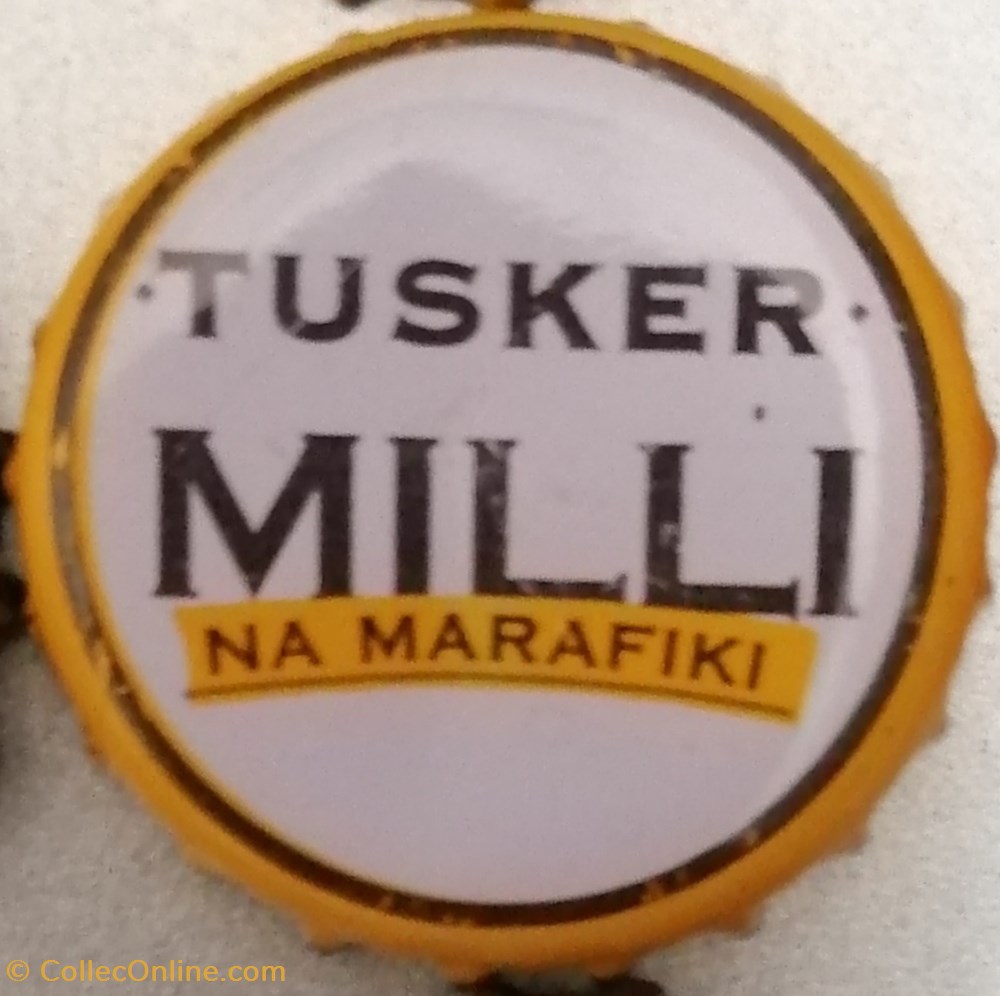 · TUSKER ·
MILLI
NA MARAFIKI
© CollecOnline.com